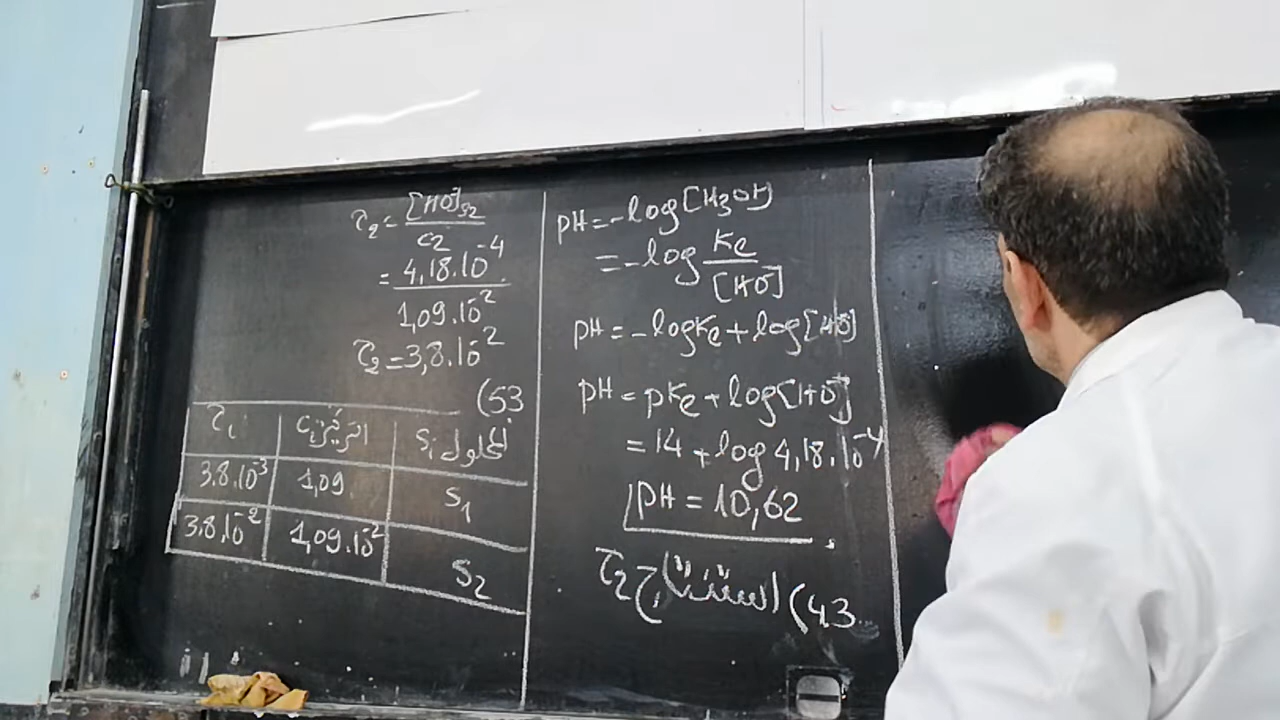 pH = -log[H₃O⁺]
= -log Ke/[HO⁻]
pH = -logKe + log[HO⁻]
pH = pKe + log[HO⁻]
= 14 + log 4,18.10⁻⁴
pH = 10,62
43) استنتاج τ₂
τ₂ = [HO⁻]S₂/C₂
= 4,18.10⁻⁴/1,09.10⁻²
τ₂ = 3,8.10⁻²
53)
المحلول Sᵢ التركيز Cᵢ τᵢ
S₁ 1,09 3.8.10⁻³
S₂ 1,09.10⁻² 3.8.10⁻²